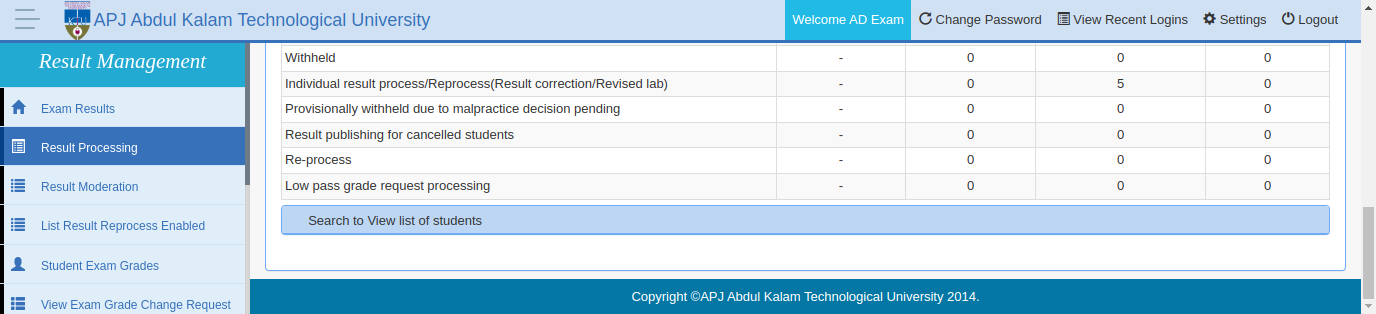 APJ Abdul Kalam Technological University
Welcome AD Exam Change Password View Recent Logins Settings Logout
Result Management
Exam Results
Result Processing
Result Moderation
List Result Reprocess Enabled
Student Exam Grades
View Exam Grade Change Request
Withheld - 0 0 0
Individual result process/Reprocess(Result correction/Revised lab) - 0 5 0
Provisionally withheld due to malpractice decision pending - 0 0 0
Result publishing for cancelled students - 0 0 0
Re-process - 0 0 0
Low pass grade request processing - 0 0 0
Search to View list of students
Copyright ©APJ Abdul Kalam Technological University 2014.